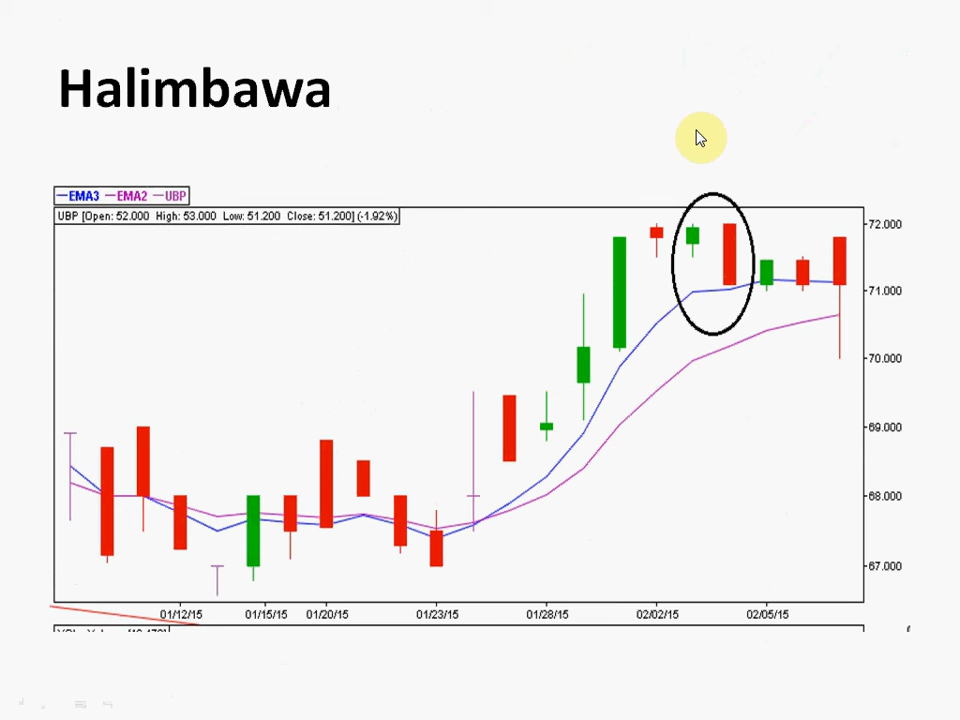 Halimbawa
EMA3 EMA2 UBP
UBP [Open: 52.000 High: 53.000 Low: 51.200 Close: 51.200] (-1.92%)
72.000
71.000
70.000
69.000
68.000
67.000
01/12/15 01/15/15 01/20/15 01/23/15 01/28/15 02/02/15 02/05/15